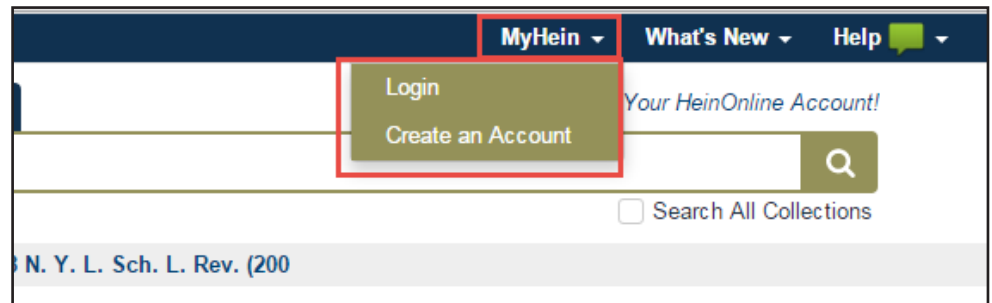 MyHein What's New Help
Login
Your HeinOnline Account!
Create an Account
Search All Collections
N. Y. L. Sch. L. Rev. (200